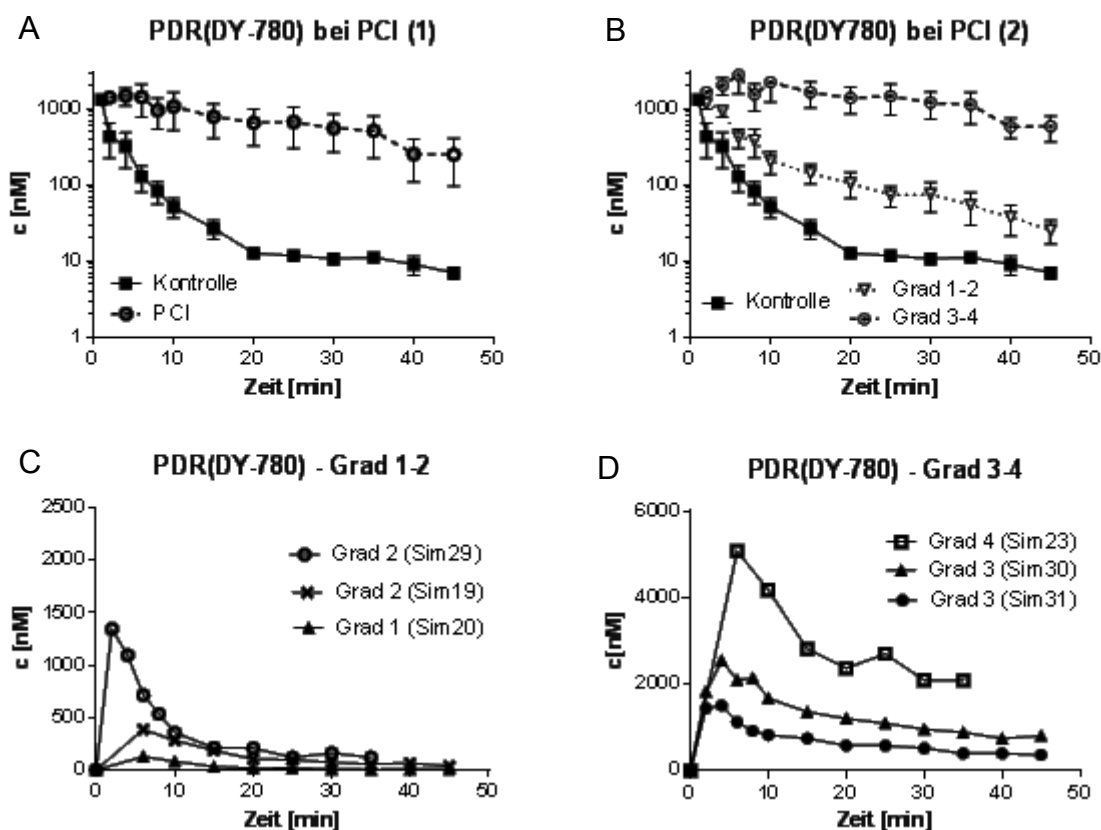 A
PDR(DY-780) bei PCI (1)
1000
100
10
1
c [nM]
Kontrolle
PCI
0
10
20
30
40
50
Zeit [min]
B
PDR(DY780) bei PCI (2)
1000
100
10
1
c [nM]
Kontrolle
Grad 1-2
Grad 3-4
0
10
20
30
40
50
Zeit [min]
C
PDR(DY-780) - Grad 1-2
2500
2000
1500
1000
500
0
c [nM]
Grad 2 (Sim29)
Grad 2 (Sim19)
Grad 1 (Sim20)
0
10
20
30
40
50
Zeit [min]
D
PDR(DY-780) - Grad 3-4
6000
4000
2000
0
c[nM]
Grad 4 (Sim23)
Grad 3 (Sim30)
Grad 3 (Sim31)
0
10
20
30
40
50
Zeit [min]